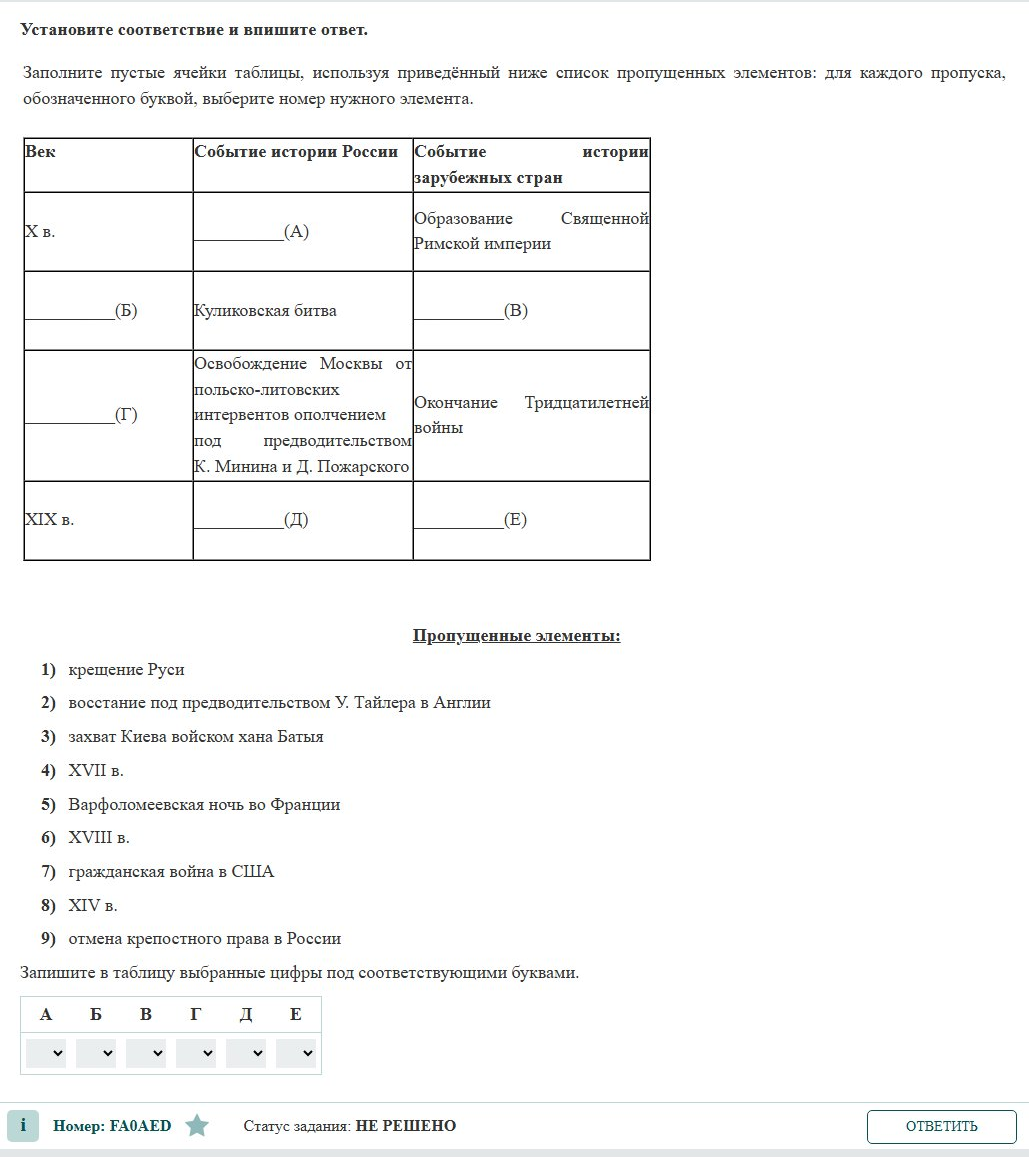 Установите соответствие и впишите ответ.
Заполните пустые ячейки таблицы, используя приведённый ниже список пропущенных элементов: для каждого пропуска,
обозначенного буквой, выберите номер нужного элемента.
Век
Событие истории России
Событие истории
зарубежных стран
X в.
__________(А)
Образование Священной
Римской империи
__________(Б)
Куликовская битва
__________(В)
__________(Г)
Освобождение Москвы от
польско-литовских
интервентов ополчением
под предводительством
К. Минина и Д. Пожарского
Окончание Тридцатилетней
войны
XIX в.
__________(Д)
__________(Е)
Пропущенные элементы:
1) крещение Руси
2) восстание под предводительством У. Тайлера в Англии
3) захват Киева войском хана Батыя
4) XVII в.
5) Варфоломеевская ночь во Франции
6) XVIII в.
7) гражданская война в США
8) XIV в.
9) отмена крепостного права в России
Запишите в таблицу выбранные цифры под соответствующими буквами.
А Б В Г Д Е
i Номер: FA0AED Статус задания: НЕ РЕШЕНО ОТВЕТИТЬ